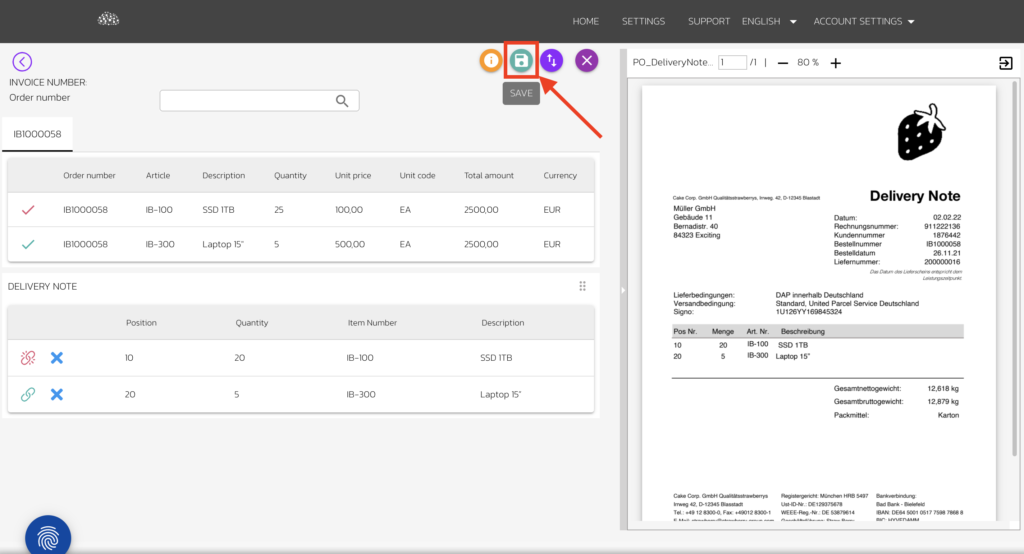 HOME SETTINGS SUPPORT ENGLISH ACCOUNT SETTINGS
INVOICE NUMBER:
Order number
SAVE
IB1000058
Order number Article Description Quantity Unit price Unit code Total amount Currency
IB1000058 IB-100 SSD 1TB 25 100,00 EA 2500,00 EUR
IB1000058 IB-300 Laptop 15" 5 500,00 EA 2500,00 EUR
DELIVERY NOTE
Position Quantity Item Number Description
10 20 IB-100 SSD 1TB
20 5 IB-300 Laptop 15"
PO_DeliveryNote... 1 /1 | 80 % 
Delivery Note
Cake Corp. GmbH Qualitätsstrawberrys, Irrweg. 42, D-12345 Blastadt
Müller GmbH
Gebäude 11
Bernadistr. 40
84323 Exciting
Datum: 02.02.22
Rechnungsnummer: 911222136
Kundennummer 1876442
Bestellnummer IB1000058
Bestelldatum 26.11.21
Liefernummer: 200000016
Das Datum des Lieferscheins entspricht dem
Leistungszeitpunkt
Lieferbedingungen: DAP innerhalb Deutschland
Versandbedingung: Standard, United Parcel Service Deutschland
Signo: 1U126YY169845324
Pos Nr. Menge Art. Nr. Beschreibung
10 20 IB-100 SSD 1TB
20 5 IB-300 Laptop 15"
Gesamtnettogewicht: 12,618 kg
Gesamtbruttogewicht: 12,879 kg
Packmittel: Karton
Cake Corp. GmbH Qualitätsstrawberrys Registergericht: München HRB 5497 Bankverbindung:
Irrweg. 42, D-12345 Blastadt Ust-ID-Nr.: DE129375678 Bad Bank - Bielefeld
Tel.: +49 12 8300-0, Fax: +49012 8300-1 WEEE-Reg.-Nr.: DE 53879614 IBAN: DE64 5001 0517 7598 7868 8